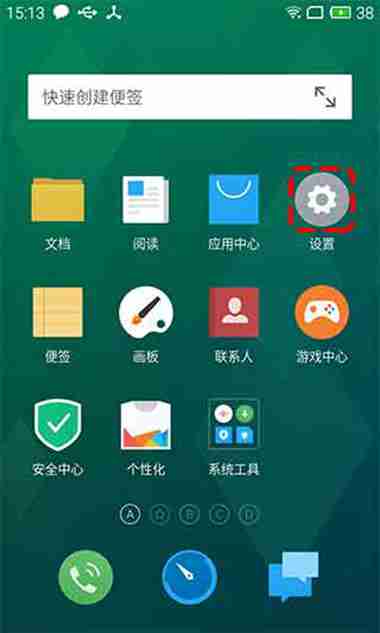 15:13 38
快速创建便签
文档 阅读 应用中心 设置
便签 画板 联系人 游戏中心
安全中心 个性化 系统工具
A B C D